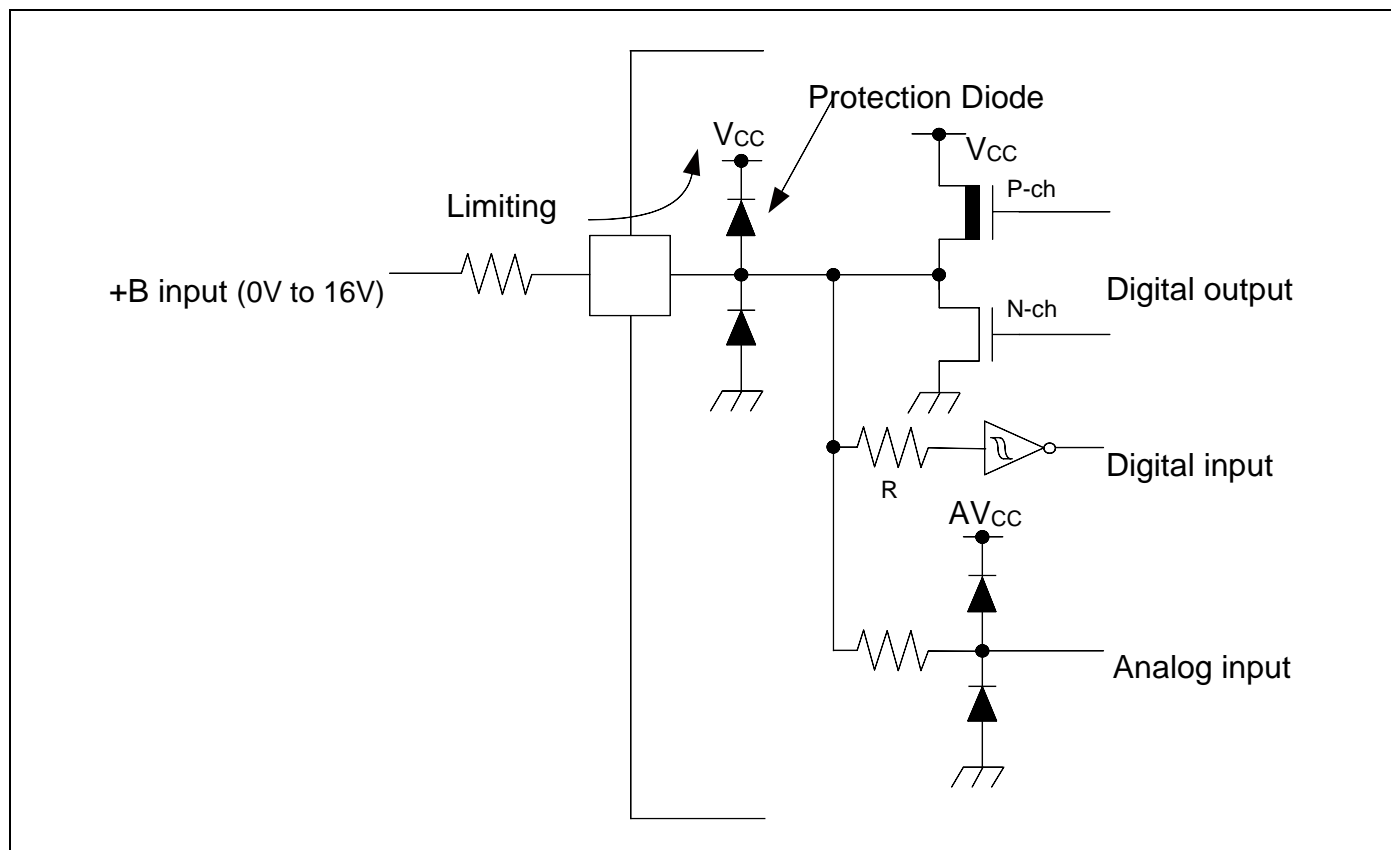 Protection Diode
VCC
VCC
P-ch
Limiting
+B input (0V to 16V)
Digital output
N-ch
Digital input
R
AVCC
Analog input